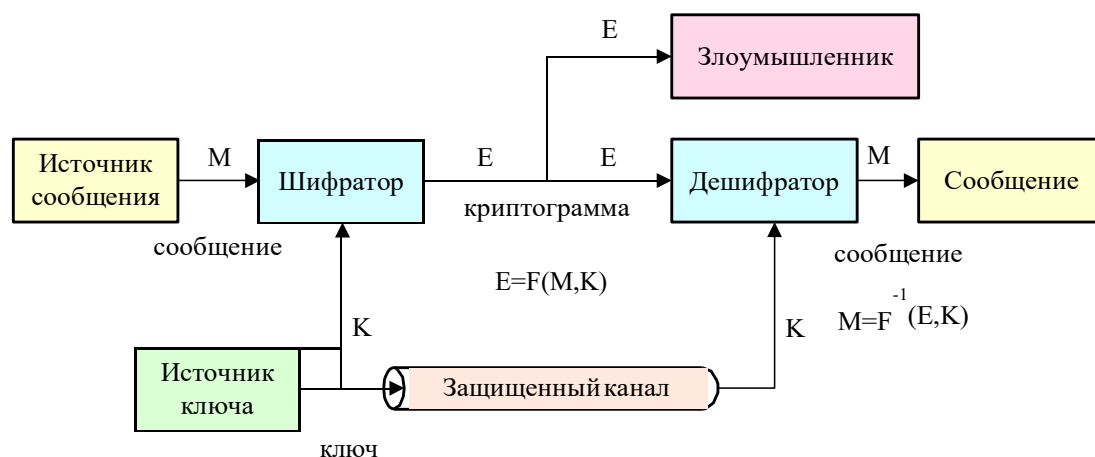 E
Злоумышленник
Источник
сообщения
M
Шифратор
E
E
Дешифратор
M
Сообщение
криптограмма
сообщение
сообщение
E=F(M,K)
M=F⁻¹(E,K)
K
K
Источник
ключа
Защищенный канал
ключ